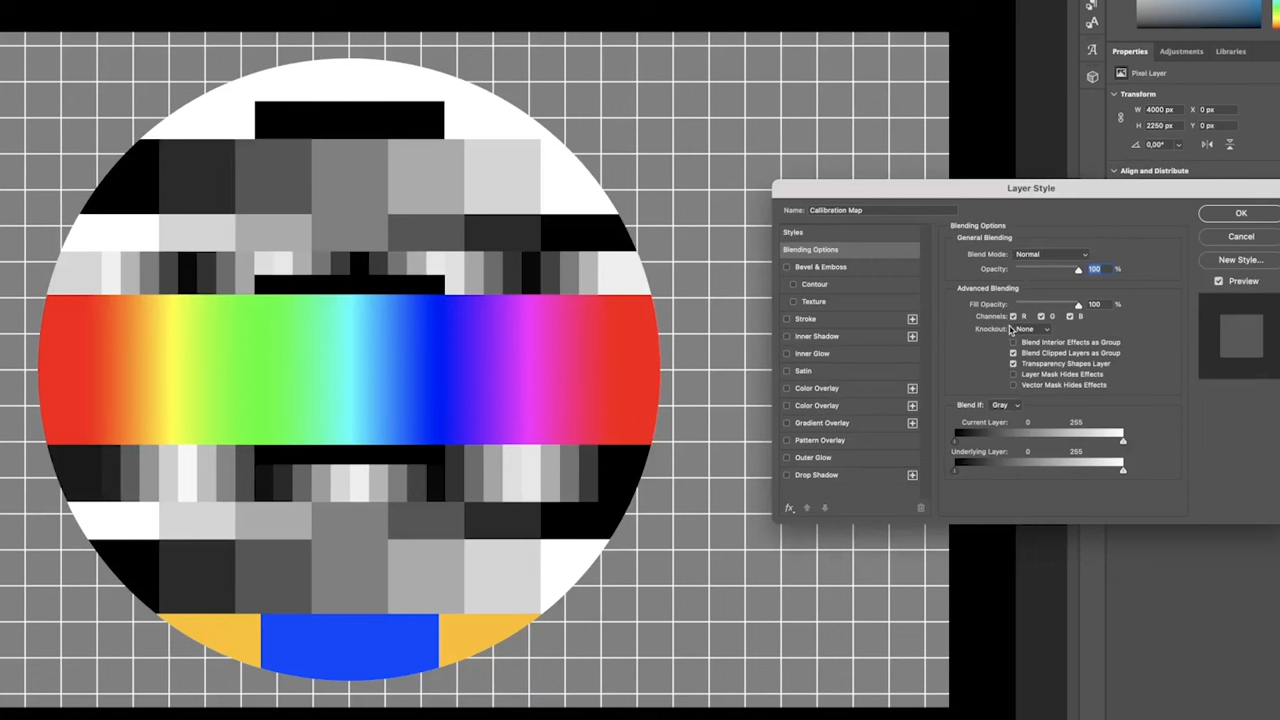 Properties Adjustments Libraries
Pixel Layer
Transform
W 4000 px X 0 px
H 2250 px Y 0 px
0,00°
Align and Distribute
Layer Style
Name: Callibration Map
Styles
Blending Options
Bevel & Emboss
Contour
Texture
Stroke
Inner Shadow
Inner Glow
Satin
Color Overlay
Color Overlay
Gradient Overlay
Pattern Overlay
Outer Glow
Drop Shadow
fx
Blending Options
General Blending
Blend Mode: Normal
Opacity: 100 %
Advanced Blending
Fill Opacity: 100 %
Channels: R G B
Knockout: None
Blend Interior Effects as Group
Blend Clipped Layers as Group
Transparency Shapes Layer
Layer Mask Hides Effects
Vector Mask Hides Effects
Blend If: Gray
Current Layer: 0 255
Underlying Layer: 0 255
OK
Cancel
New Style...
Preview